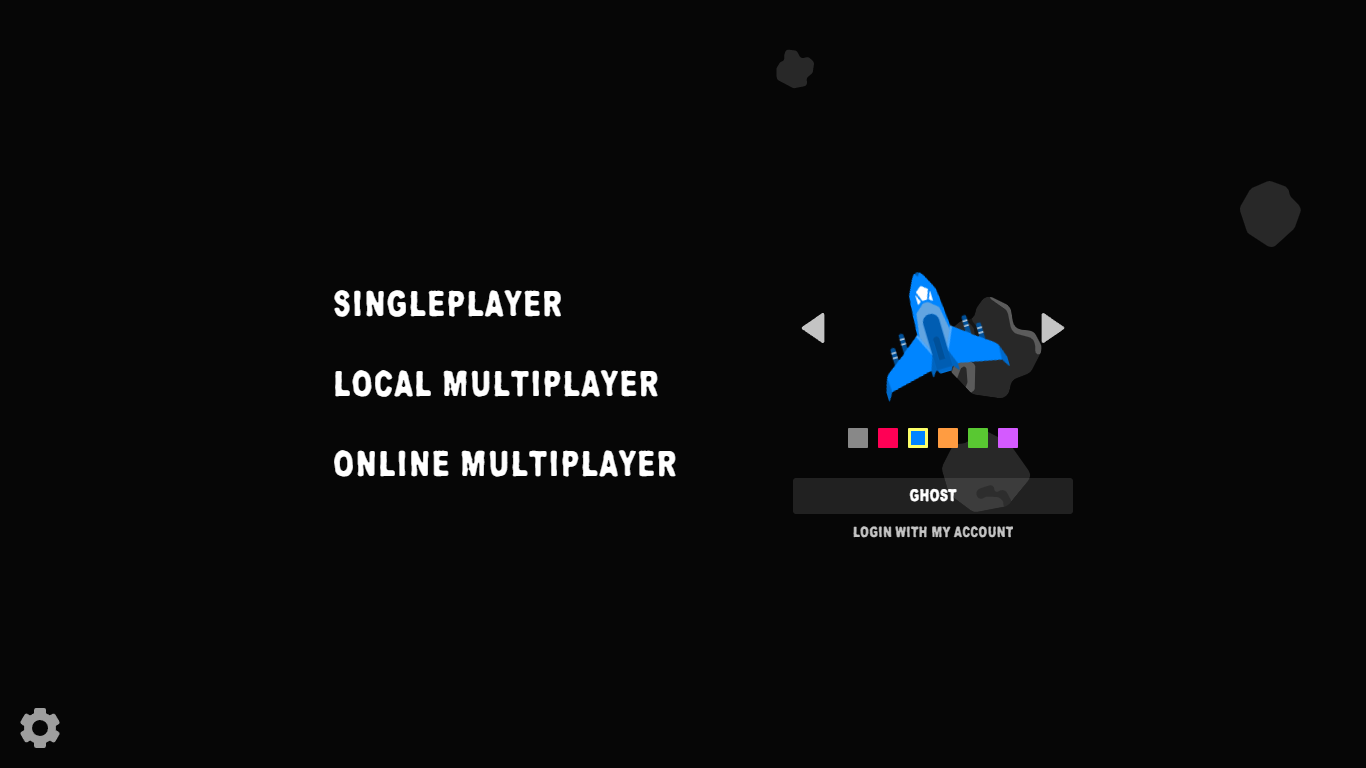 SINGLEPLAYER
LOCAL MULTIPLAYER
ONLINE MULTIPLAYER
GHOST
LOGIN WITH MY ACCOUNT